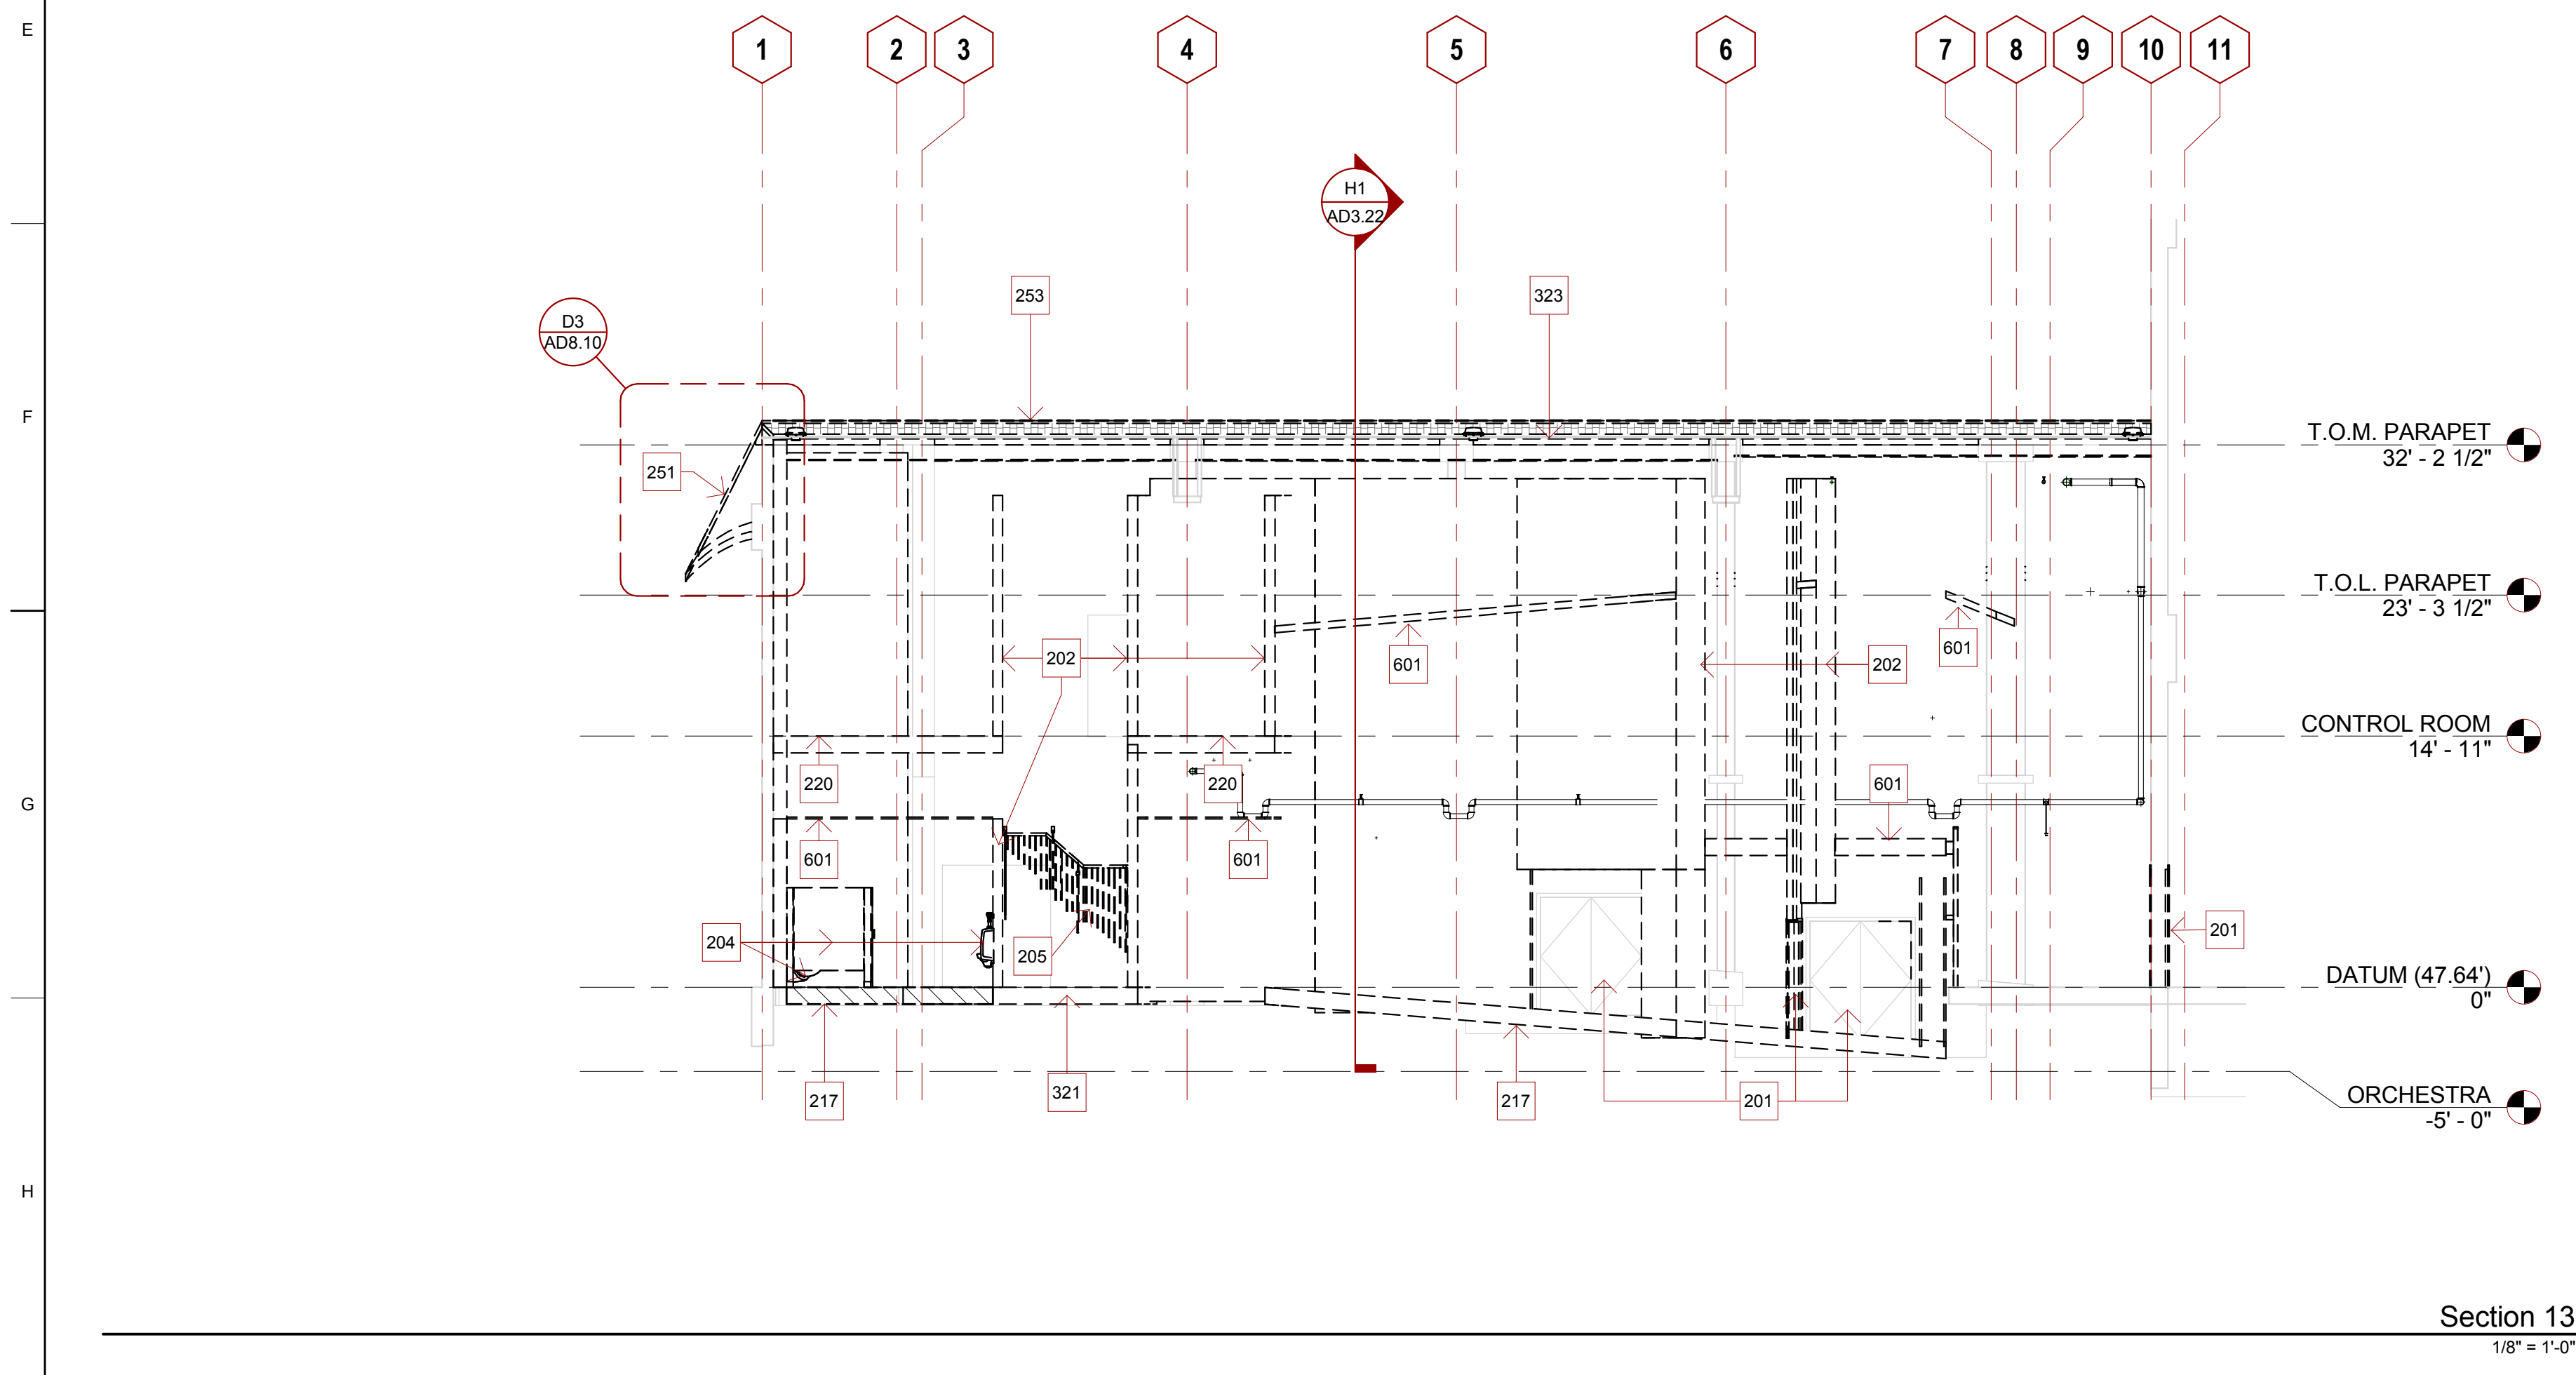 E
1
2
3
4
5
6
7
8
9
10
11
H1
AD3.22
253
323
D3
AD8.10
F
T.O.M. PARAPET
32' - 2 1/2"
251
T.O.L. PARAPET
23' - 3 1/2"
202
601
202
601
CONTROL ROOM
14' - 11"
220
220
601
G
601
601
204
205
201
DATUM (47.64')
0"
217
321
217
201
ORCHESTRA
-5' - 0"
H
Section 13
1/8" = 1'-0"